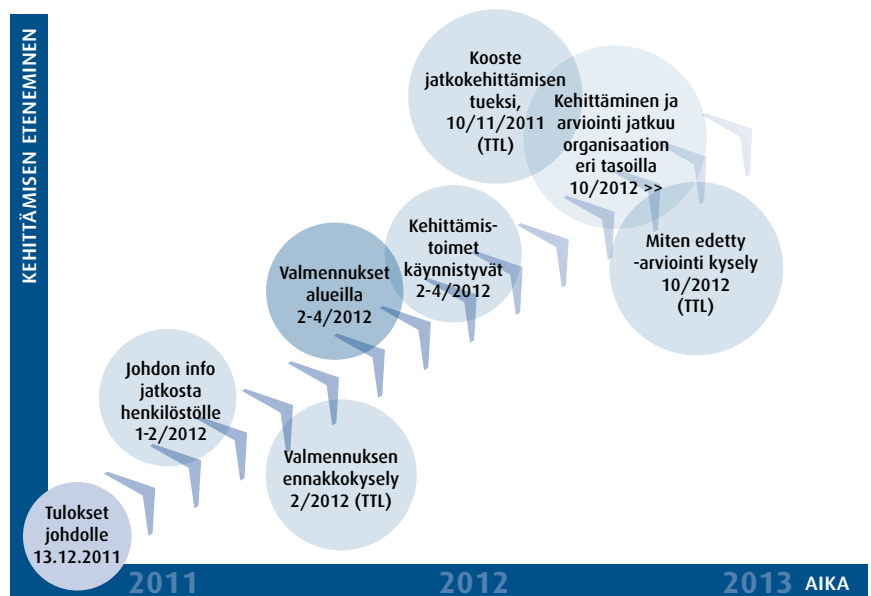 KEHITTÄMISEN ETENEMINEN
Tulokset
johdolle
13.12.2011
Johdon info
jatkosta
henkilöstölle
1-2/2012
Valmennuksen
ennakkokysely
2/2012 (TTL)
Valmennukset
alueilla
2-4/2012
Kehittämis-
toimet
käynnistyvät
2-4/2012
Kooste
jatkokehittämisen
tueksi,
10/11/2011
(TTL)
Kehittäminen ja
arviointi jatkuu
organisaation
eri tasoilla
10/2012 >>
Miten edetty
-arviointi kysely
10/2012
(TTL)
2011 2012 2013 AIKA